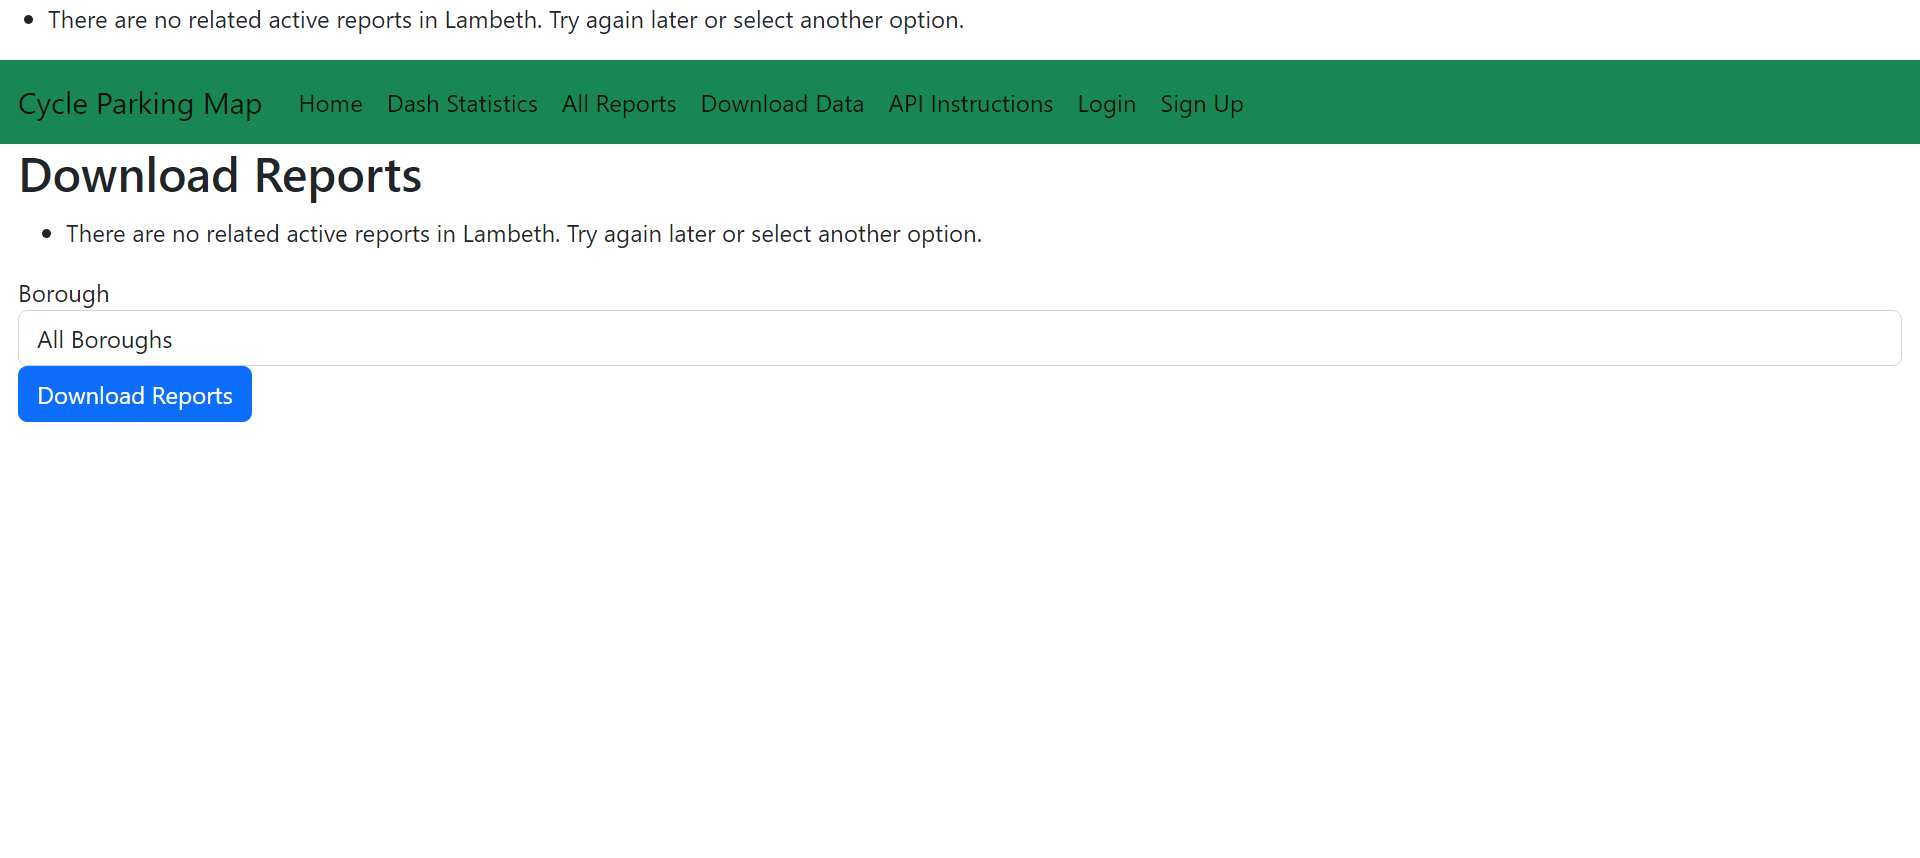 There are no related active reports in Lambeth. Try again later or select another option.
Cycle Parking Map Home Dash Statistics All Reports Download Data API Instructions Login Sign Up
Download Reports
There are no related active reports in Lambeth. Try again later or select another option.
Borough
All Boroughs
Download Reports